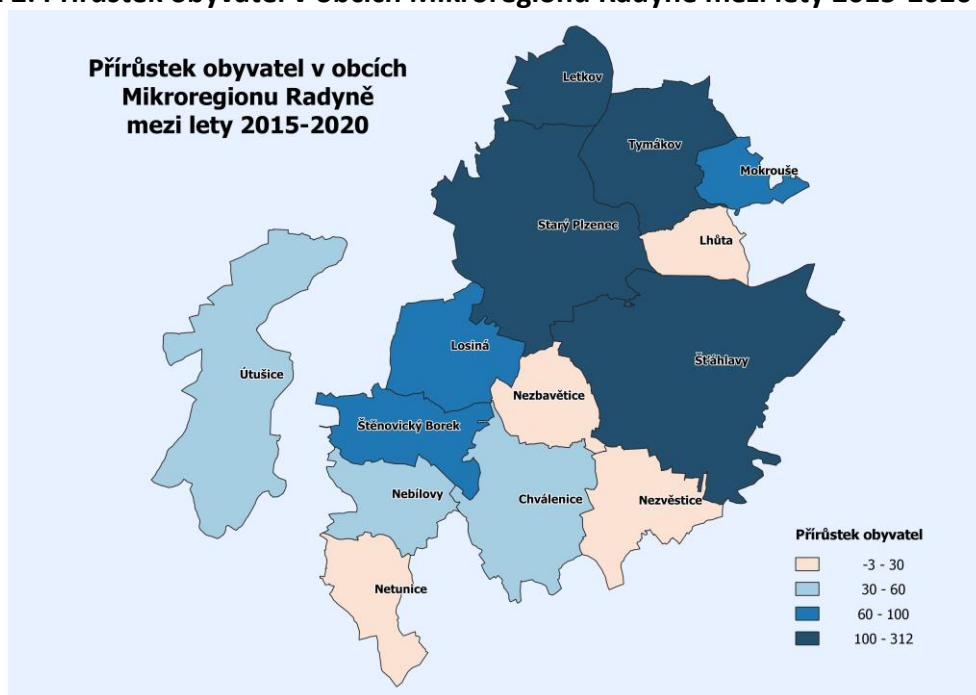 Přírůstek obyvatel v obcích
Mikroregionu Radyně
mezi lety 2015-2020
Letkov
Tymákov
Mokrouše
Starý Plzenec
Lhůta
Losiná
Šťáhlavy
Útušice
Nezbavětice
Štěnovický Borek
Nebílovy
Chválenice
Nezvěstice
Netunice
Přírůstek obyvatel
-3 - 30
30 - 60
60 - 100
100 - 312